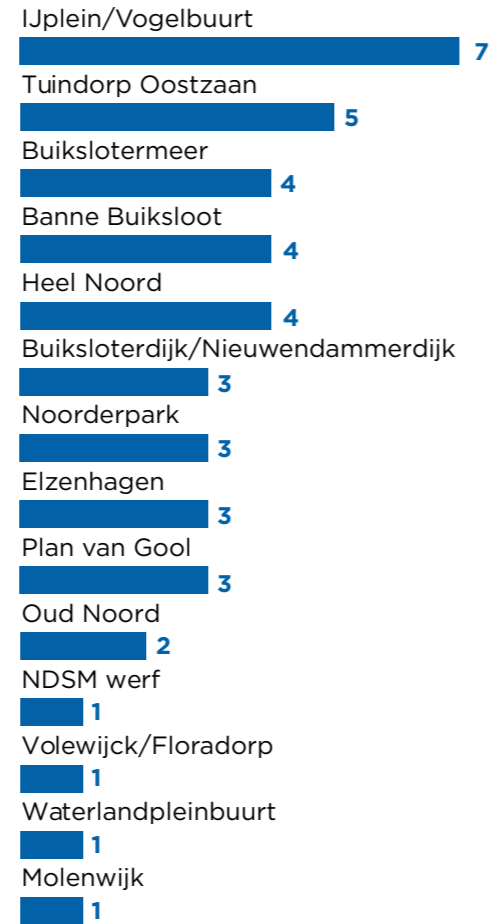 IJplein/Vogelbuurt
7
Tuindorp Oostzaan
5
Buikslotermeer
4
Banne Buiksloot
4
Heel Noord
4
Buiksloterdijk/Nieuwendammerdijk
3
Noorderpark
3
Elzenhagen
3
Plan van Gool
3
Oud Noord
2
NDSM werf
1
Volewijck/Floradorp
1
Waterlandpleinbuurt
1
Molenwijk
1